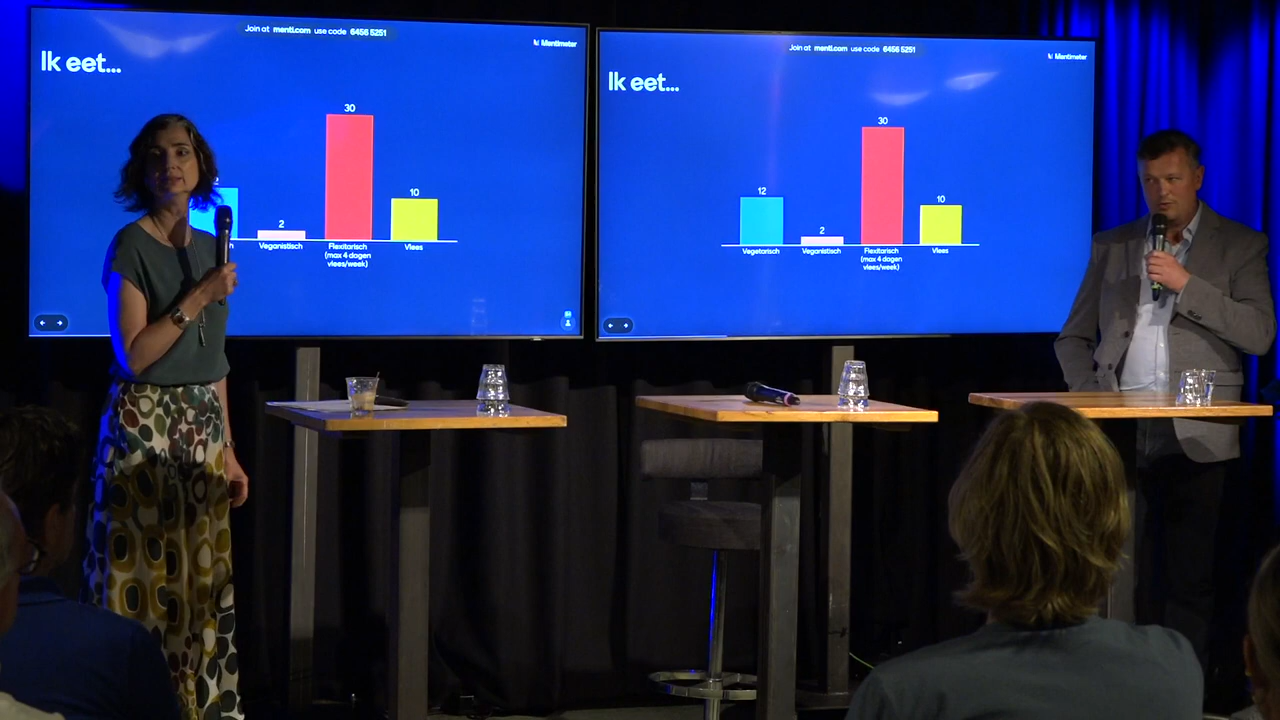 Join at menti.com use code 6456 5251
Mentimeter
Ik eet...
2
2
30
10
h
Veganistisch
Flexitarisch
(max 4 dagen
vlees/week)
Vlees
Join at menti.com use code 6456 5251
Mentimeter
Ik eet...
12
2
30
10
Vegetarisch
Veganistisch
Flexitarisch
(max 4 dagen
vlees/week)
Vlees